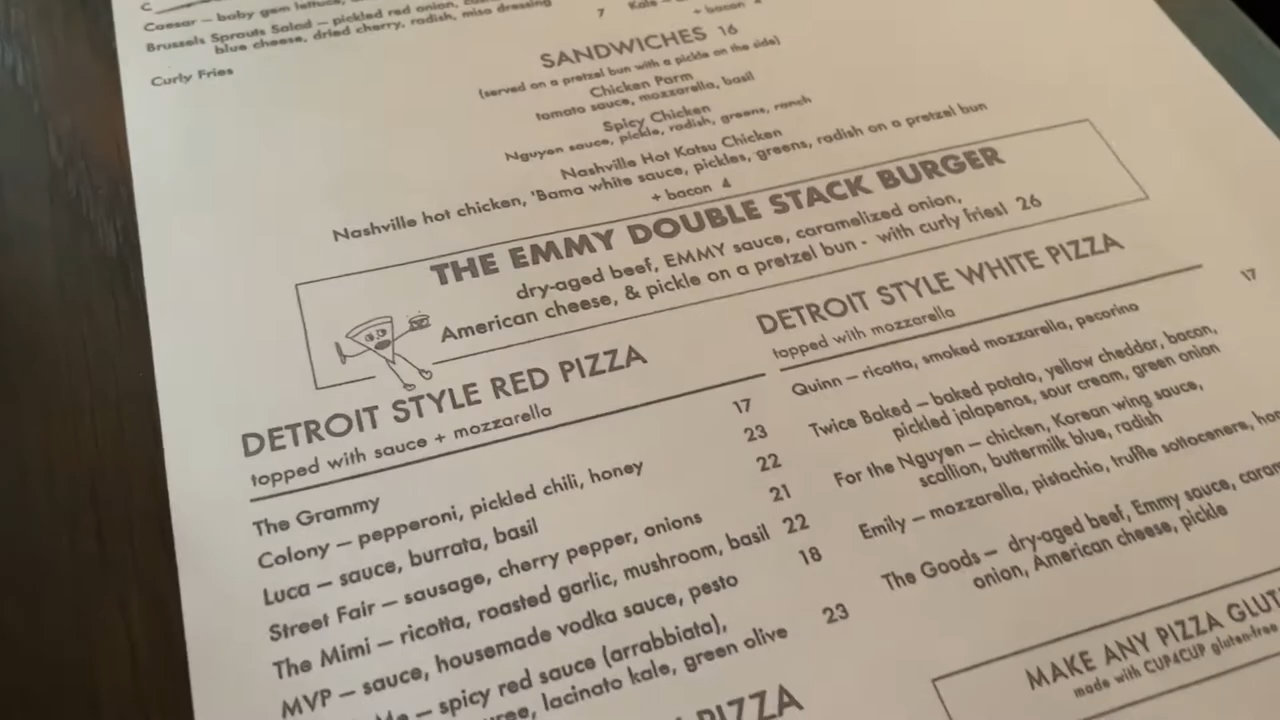 Caesar — baby gem lettuce,
Brussels Sprouts Salad — pickled red onion,
blue cheese, dried cherry, radish, miso dressing
7
Kale —
+ bacon 4
Curly Fries
SANDWICHES 16
(served on a pretzel bun with a pickle on the side)
Chicken Parm
tomato sauce, mozzarella, basil
Spicy Chicken
Nguyen sauce, pickle, radish, greens, ranch
Nashville Hot Katsu Chicken
Nashville hot chicken, 'Bama white sauce, pickles, greens, radish on a pretzel bun
+ bacon 4
THE EMMY DOUBLE STACK BURGER
dry-aged beef, EMMY sauce, caramelized onion,
American cheese, & pickle on a pretzel bun - with curly fries! 26
DETROIT STYLE RED PIZZA
topped with sauce + mozzarella
The Grammy 17
Colony — pepperoni, pickled chili, honey 23
Luca — sauce, burrata, basil 22
Street Fair — sausage, cherry pepper, onions 21
The Mimi — ricotta, roasted garlic, mushroom, basil 22
MVP — sauce, housemade vodka sauce, pesto 18
— spicy red sauce (arrabbiata),
lacinato kale, green olive 23
PIZZA
DETROIT STYLE WHITE PIZZA
topped with mozzarella
Quinn — ricotta, smoked mozzarella, pecorino 17
Twice Baked — baked potato, yellow cheddar, bacon,
pickled jalapenos, sour cream, green onion
For the Nguyen — chicken, Korean wing sauce,
scallion, buttermilk blue, radish
Emily — mozzarella, pistachio, truffle sottocenere,
The Goods — dry-aged beef, Emmy sauce,
onion, American cheese, pickle
MAKE ANY PIZZA
made with CUP4CUP gluten-free